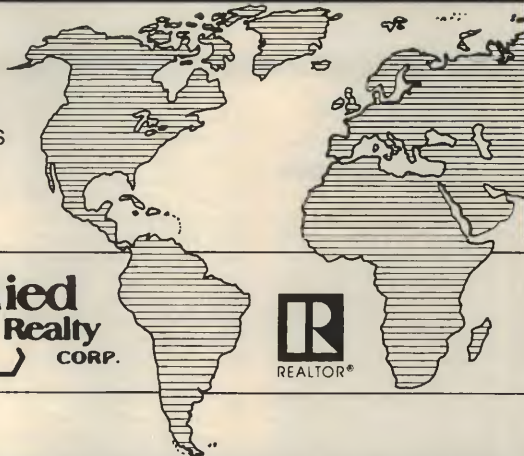 S
ied
Realty
CORP.
R
REALTOR®